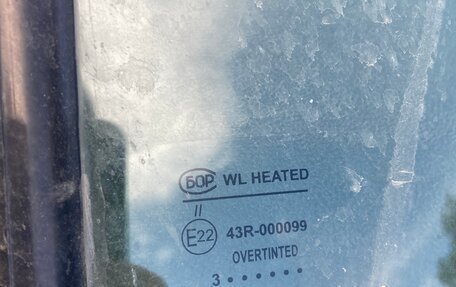 БОР WL HEATED
II
E22 43R-000099
OVERTINTED
3 • • • • • •